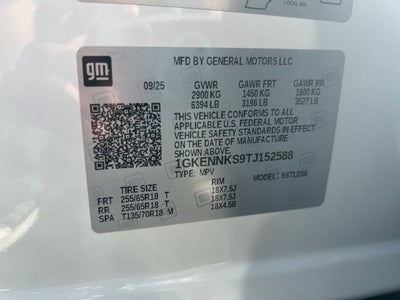 gm
MFD BY GENERAL MOTORS LLC
09/25 GVWR GAWR FRT GAWR RR
2900 KG 1450 KG 1600 KG
6394 LB 3196 LB 3527 LB
THIS VEHICLE CONFORMS TO ALL
APPLICABLE U.S. FEDERAL MOTOR
VEHICLE SAFETY STANDARDS IN
EFFECT ON THE DATE OF
MANUFACTURE SHOWN ABOVE.
1GKENNKS9TJ152588
TYPE: MPV MODEL:
TIRE SIZE RIM
FRT 255/65R18 T 18X7.5J
RR 255/65R18 T 18X7.5J
SPA T135/70R18 M 18X4.5B